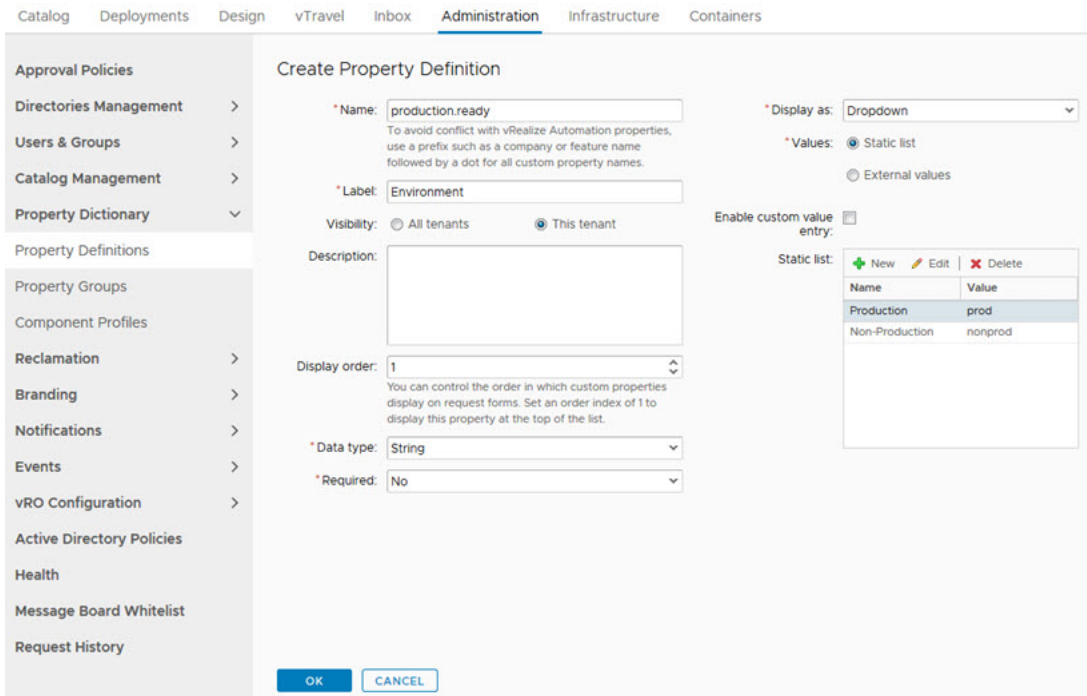 Catalog Deployments Design vTravel Inbox Administration Infrastructure Containers
Approval Policies
Directories Management
Users & Groups
Catalog Management
Property Dictionary
Property Definitions
Property Groups
Component Profiles
Reclamation
Branding
Notifications
Events
vRO Configuration
Active Directory Policies
Health
Message Board Whitelist
Request History
Create Property Definition
* Name: production.ready
To avoid conflict with vRealize Automation properties,
use a prefix such as a company or feature name
followed by a dot for all custom property names.
* Label: Environment
Visibility: All tenants This tenant
Description:
Display order: 1
You can control the order in which custom properties
display on request forms. Set an order index of 1 to
display this property at the top of the list.
* Data type: String
* Required: No
* Display as: Dropdown
* Values: Static list
External values
Enable custom value
entry:
Static list: New Edit Delete
Name Value
Production prod
Non-Production nonprod
OK CANCEL